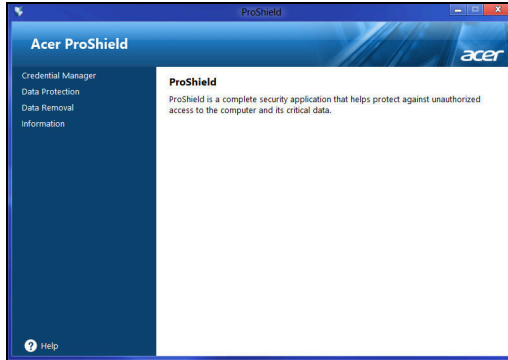 ProShield
Acer ProShield
acer
Credential Manager
Data Protection
Data Removal
Information
ProShield
ProShield is a complete security application that helps protect against unauthorized
access to the computer and its critical data.
? Help